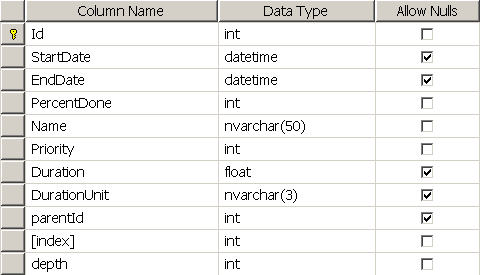 Column Name Data Type Allow Nulls
Id int
StartDate datetime
EndDate datetime
PercentDone int
Name nvarchar(50)
Priority int
Duration float
DurationUnit nvarchar(3)
parentId int
[index] int
depth int